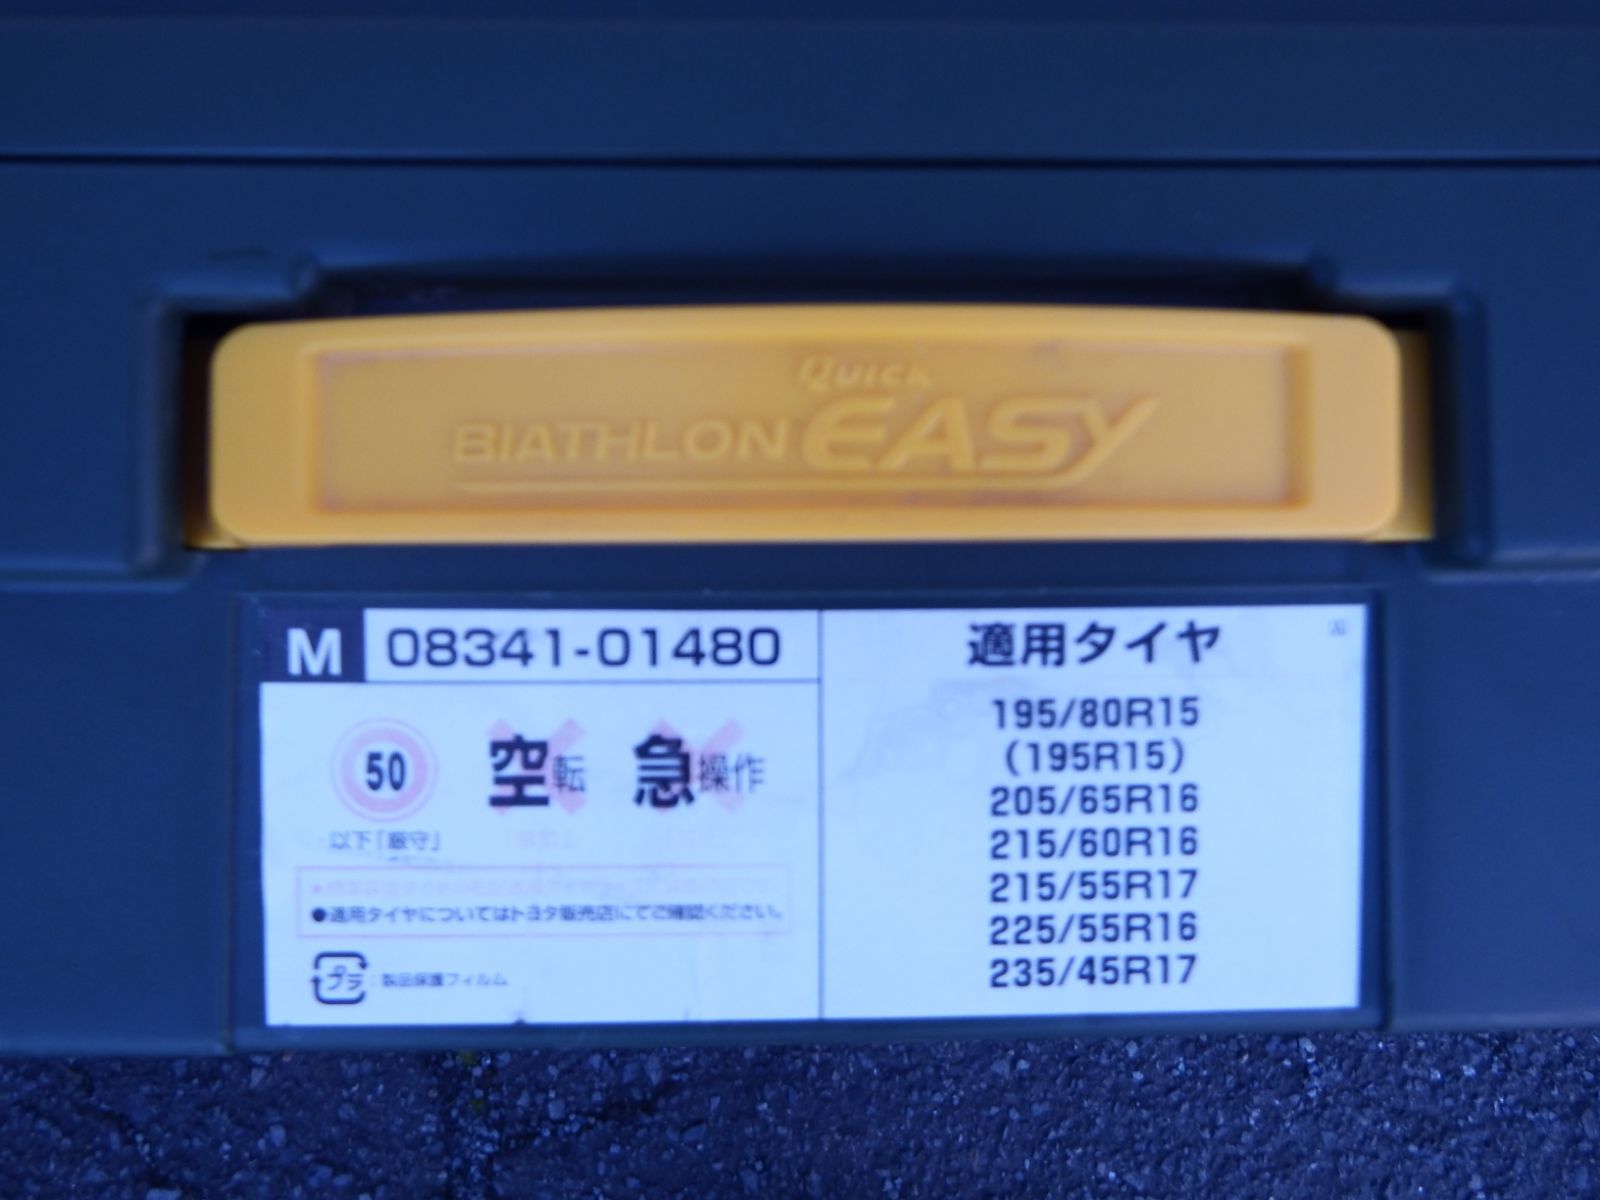 Quick
BIATHLON EASY
M 08341-01480
50
以下「厳守」
空転
急操作
●適用タイヤについてはトヨタ販売店にてご確認ください。
プラ：製品保護フィルム
適用タイヤ
195/80R15
(195R15)
205/65R16
215/60R16
215/55R17
225/55R16
235/45R17